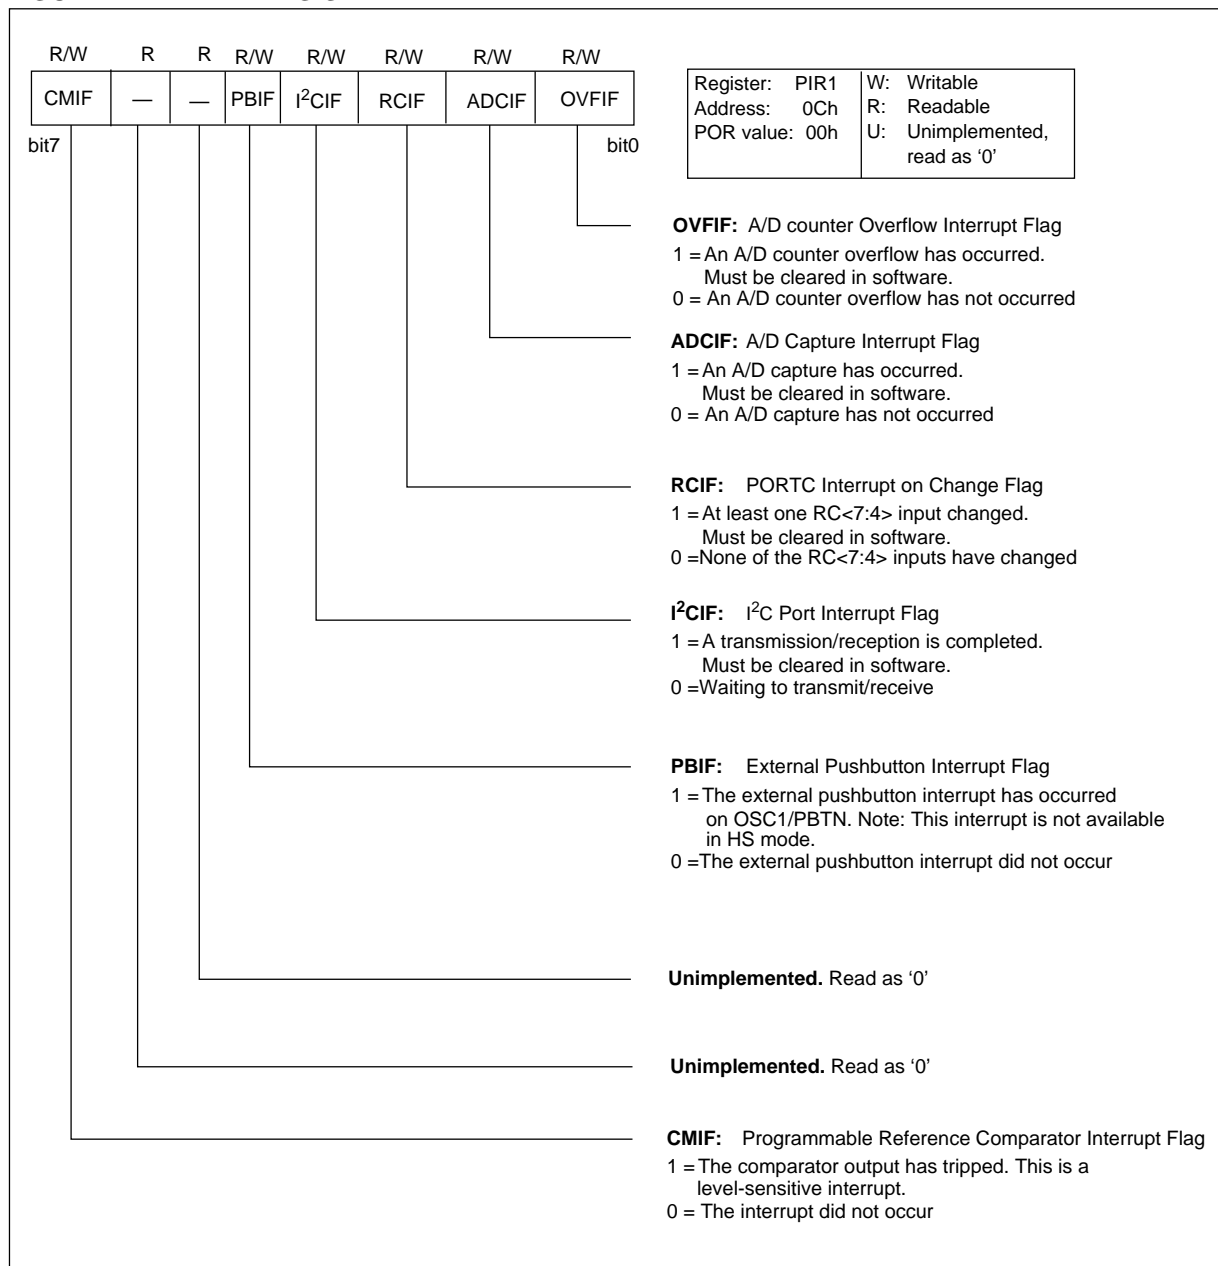 R/W R R R/W R/W R/W R/W R/W
CMIF — — PBIF I²CIF RCIF ADCIF OVFIF
bit7 bit0
Register: PIR1 W: Writable
Address: 0Ch R: Readable
POR value: 00h U: Unimplemented,
read as ‘0’
OVFIF: A/D counter Overflow Interrupt Flag
1 = An A/D counter overflow has occurred.
Must be cleared in software.
0 = An A/D counter overflow has not occurred
ADCIF: A/D Capture Interrupt Flag
1 = An A/D capture has occurred.
Must be cleared in software.
0 = An A/D capture has not occurred
RCIF: PORTC Interrupt on Change Flag
1 = At least one RC<7:4> input changed.
Must be cleared in software.
0 =None of the RC<7:4> inputs have changed
I²CIF: I²C Port Interrupt Flag
1 = A transmission/reception is completed.
Must be cleared in software.
0 =Waiting to transmit/receive
PBIF: External Pushbutton Interrupt Flag
1 = The external pushbutton interrupt has occurred
on OSC1/PBTN. Note: This interrupt is not available
in HS mode.
0 =The external pushbutton interrupt did not occur
Unimplemented. Read as ‘0’
Unimplemented. Read as ‘0’
CMIF: Programmable Reference Comparator Interrupt Flag
1 = The comparator output has tripped. This is a
level-sensitive interrupt.
0 = The interrupt did not occur